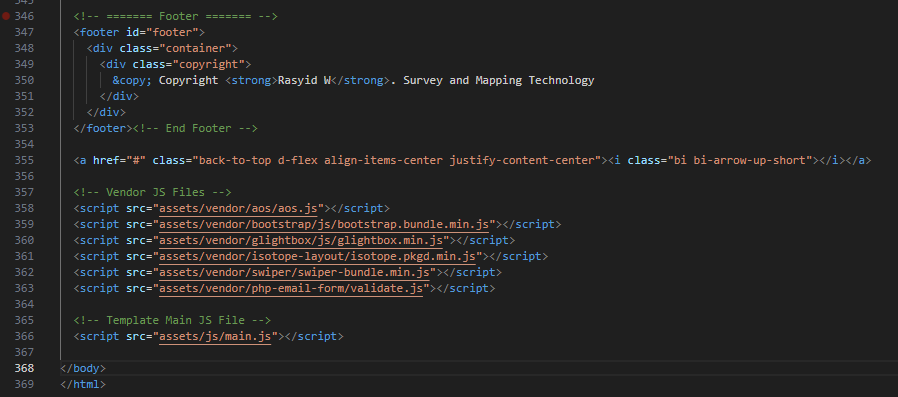 345
346 <!-- ======= Footer ======= -->
347 <footer id="footer">
348 <div class="container">
349 <div class="copyright">
350 &copy; Copyright <strong>Rasyid W</strong>. Survey and Mapping Technology
351 </div>
352 </div>
353 </footer><!-- End Footer -->
354
355 <a href="#" class="back-to-top d-flex align-items-center justify-content-center"><i class="bi bi-arrow-up-short"></i></a>
356
357 <!-- Vendor JS Files -->
358 <script src="assets/vendor/aos/aos.js"></script>
359 <script src="assets/vendor/bootstrap/js/bootstrap.bundle.min.js"></script>
360 <script src="assets/vendor/glightbox/js/glightbox.min.js"></script>
361 <script src="assets/vendor/isotope-layout/isotope.pkgd.min.js"></script>
362 <script src="assets/vendor/swiper/swiper-bundle.min.js"></script>
363 <script src="assets/vendor/php-email-form/validate.js"></script>
364
365 <!-- Template Main JS File -->
366 <script src="assets/js/main.js"></script>
367
368 </body>
369 </html>